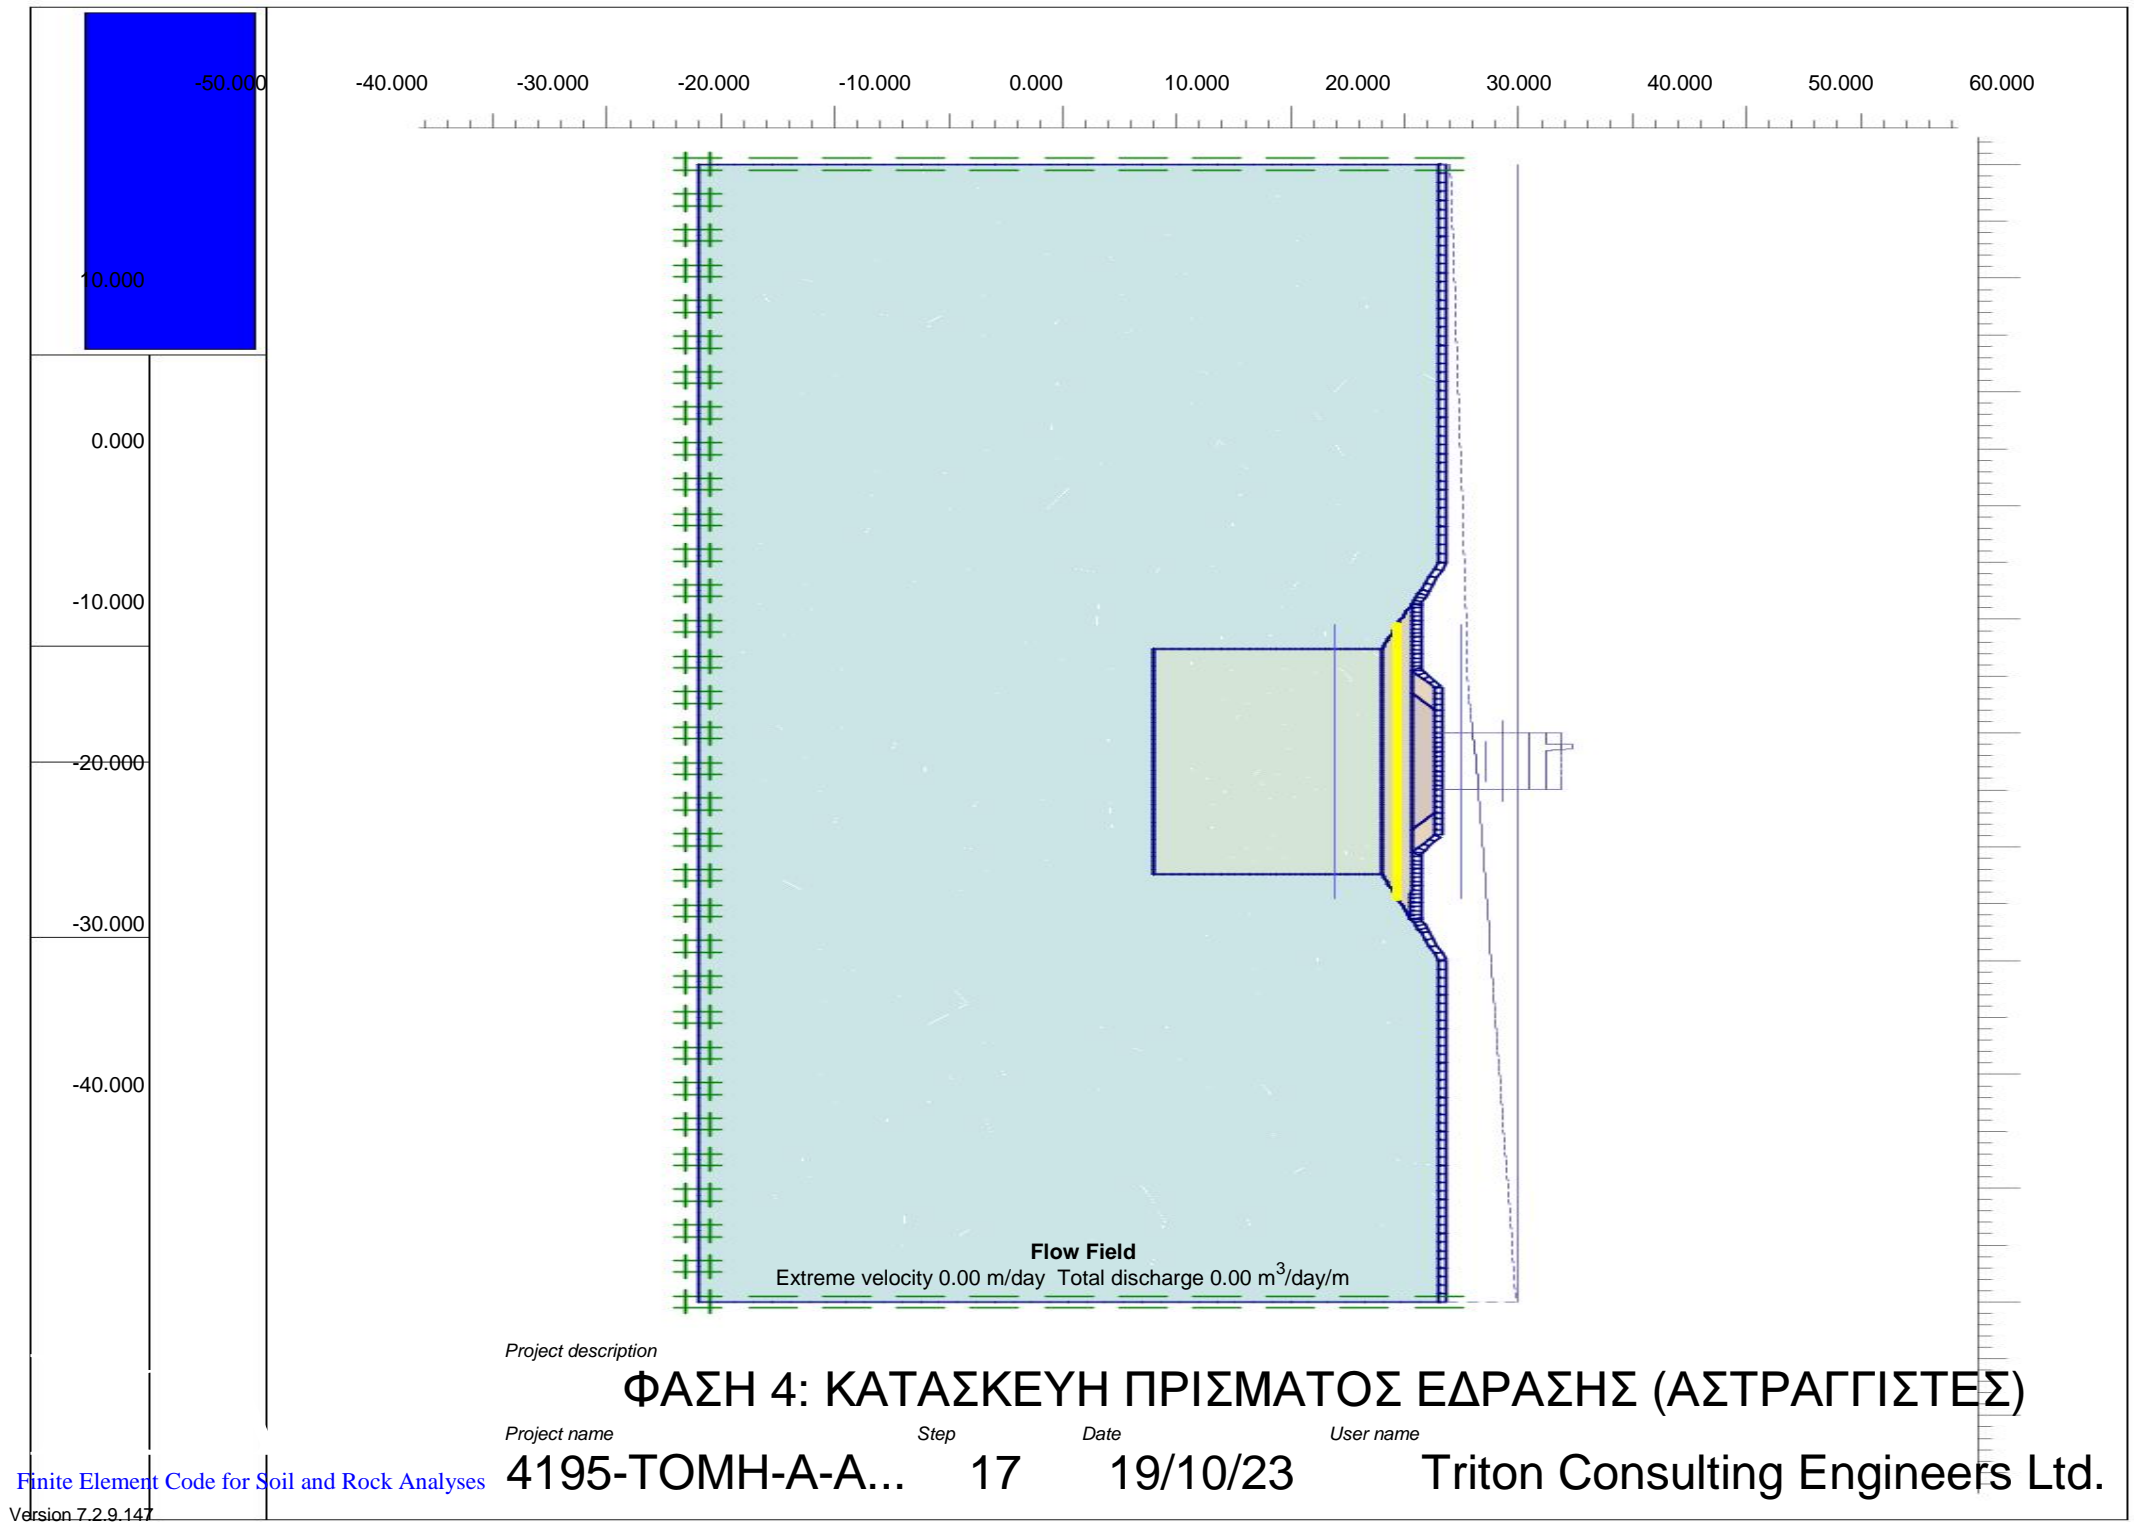 -50.000 -40.000 -30.000 -20.000 -10.000 0.000 10.000 20.000 30.000 40.000 50.000 60.000
10.000
0.000
-10.000
-20.000
-30.000
-40.000
Flow Field
Extreme velocity 0.00 m/day Total discharge 0.00 m³/day/m
Project description
ΦΑΣΗ 4: ΚΑΤΑΣΚΕΥΗ ΠΡΙΣΜΑΤΟΣ ΕΔΡΑΣΗΣ (ΑΣΤΡΑΓΓΙΣΤΕΣ)
Project name Step Date User name
4195-ΤΟΜΗ-Α-Α... 17 19/10/23 Triton Consulting Engineers Ltd.
Finite Element Code for Soil and Rock Analyses
Version 7.2.9.147